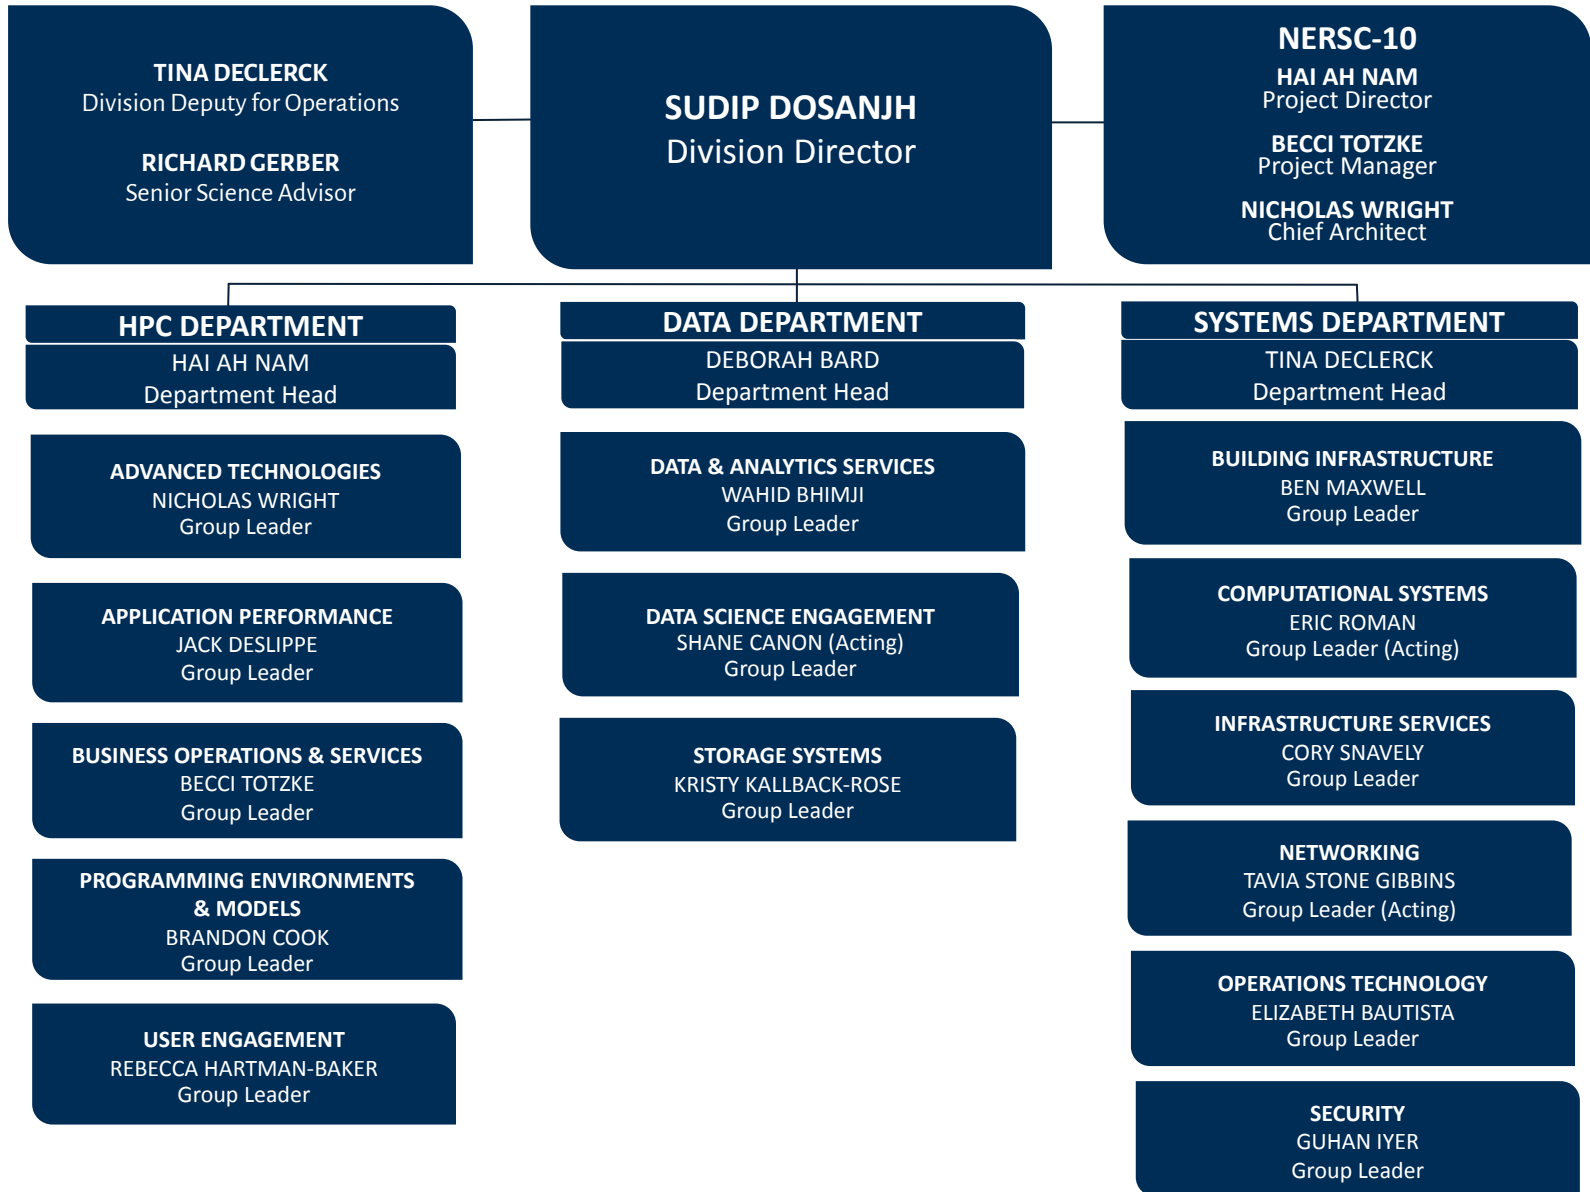 TINA DECLERCK
Division Deputy for Operations
RICHARD GERBER
Senior Science Advisor
SUDIP DOSANJH
Division Director
NERSC-10
HAI AH NAM
Project Director
BECCI TOTZKE
Project Manager
NICHOLAS WRIGHT
Chief Architect
HPC DEPARTMENT
HAI AH NAM
Department Head
ADVANCED TECHNOLOGIES
NICHOLAS WRIGHT
Group Leader
APPLICATION PERFORMANCE
JACK DESLIPPE
Group Leader
BUSINESS OPERATIONS & SERVICES
BECCI TOTZKE
Group Leader
PROGRAMMING ENVIRONMENTS
& MODELS
BRANDON COOK
Group Leader
USER ENGAGEMENT
REBECCA HARTMAN-BAKER
Group Leader
DATA DEPARTMENT
DEBORAH BARD
Department Head
DATA & ANALYTICS SERVICES
WAHID BHIMJI
Group Leader
DATA SCIENCE ENGAGEMENT
SHANE CANON (Acting)
Group Leader
STORAGE SYSTEMS
KRISTY KALLBACK-ROSE
Group Leader
SYSTEMS DEPARTMENT
TINA DECLERCK
Department Head
BUILDING INFRASTRUCTURE
BEN MAXWELL
Group Leader
COMPUTATIONAL SYSTEMS
ERIC ROMAN
Group Leader (Acting)
INFRASTRUCTURE SERVICES
CORY SNAVELY
Group Leader
NETWORKING
TAVIA STONE GIBBINS
Group Leader (Acting)
OPERATIONS TECHNOLOGY
ELIZABETH BAUTISTA
Group Leader
SECURITY
GUHAN IYER
Group Leader